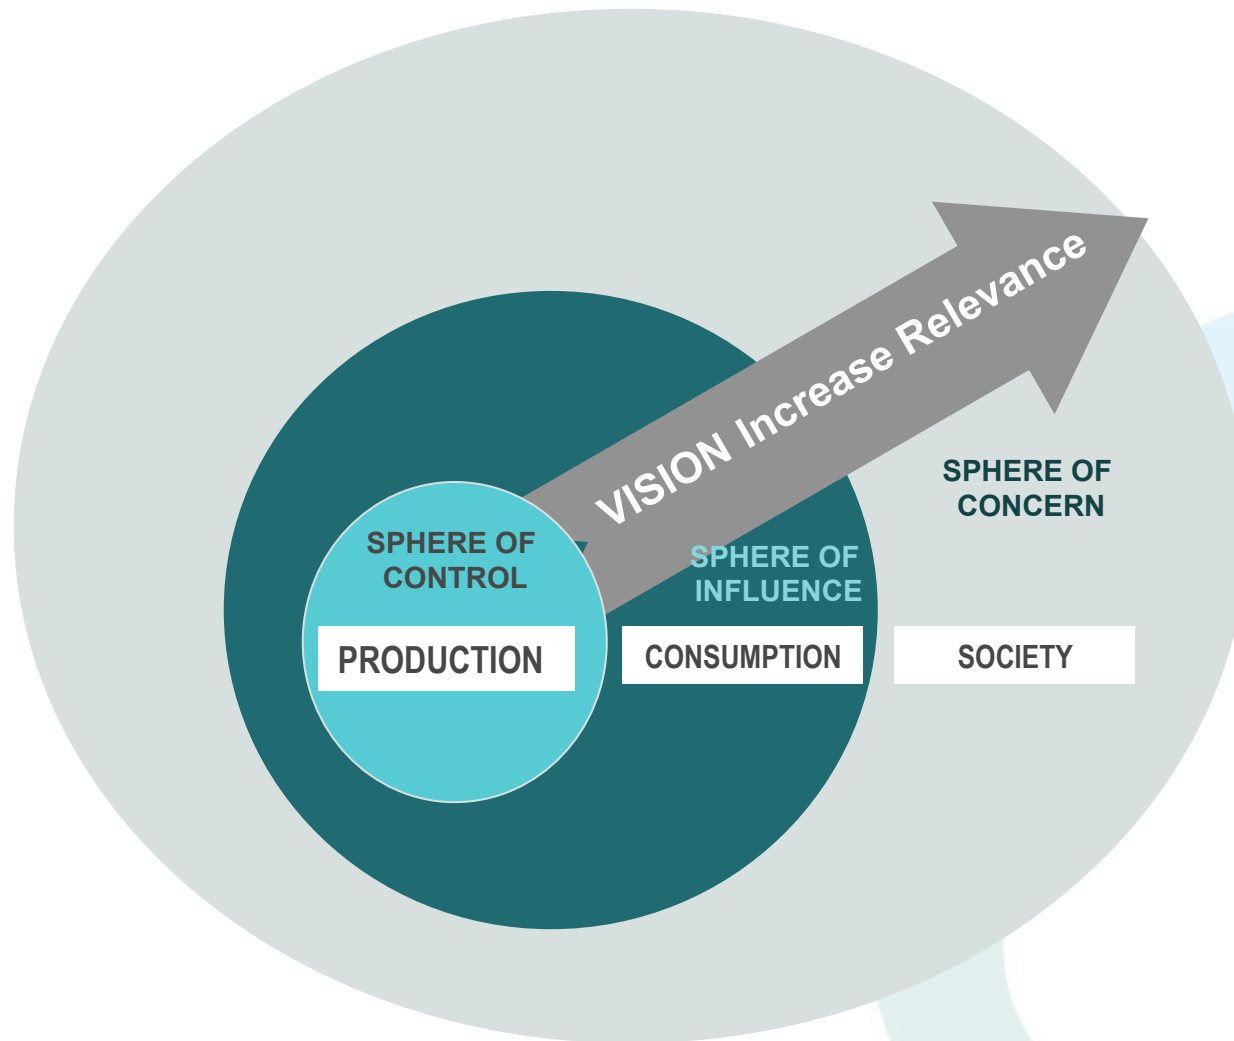 VISION Increase Relevance
SPHERE OF
CONCERN
SPHERE OF
CONTROL
SPHERE OF
INFLUENCE
PRODUCTION
CONSUMPTION
SOCIETY